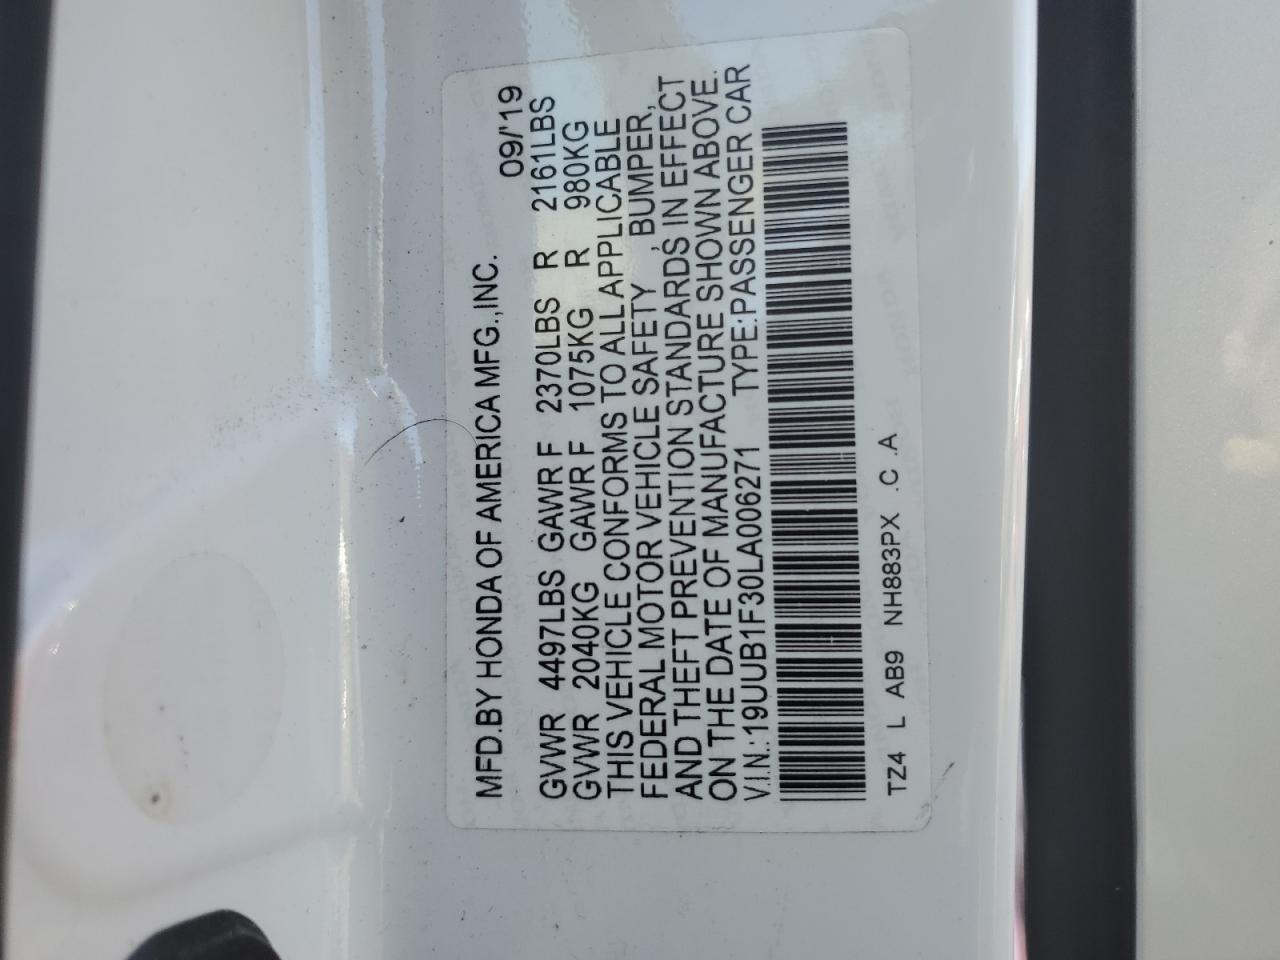 MFD.BY HONDA OF AMERICA MFG.,INC.
09/'19
GVWR 4497LBS GAWR F 2370LBS R 2161LBS
GVWR 2040KG GAWR F 1075KG R 980KG
THIS VEHICLE CONFORMS TO ALL APPLICABLE
FEDERAL MOTOR VEHICLE SAFETY , BUMPER,
AND THEFT PREVENTION STANDARDS IN EFFECT
ON THE DATE OF MANUFACTURE SHOWN ABOVE.
V.I.N.:19UUB1F30LA006271 TYPE:PASSENGER CAR
TZ4 L AB9 NH883PX .C .A